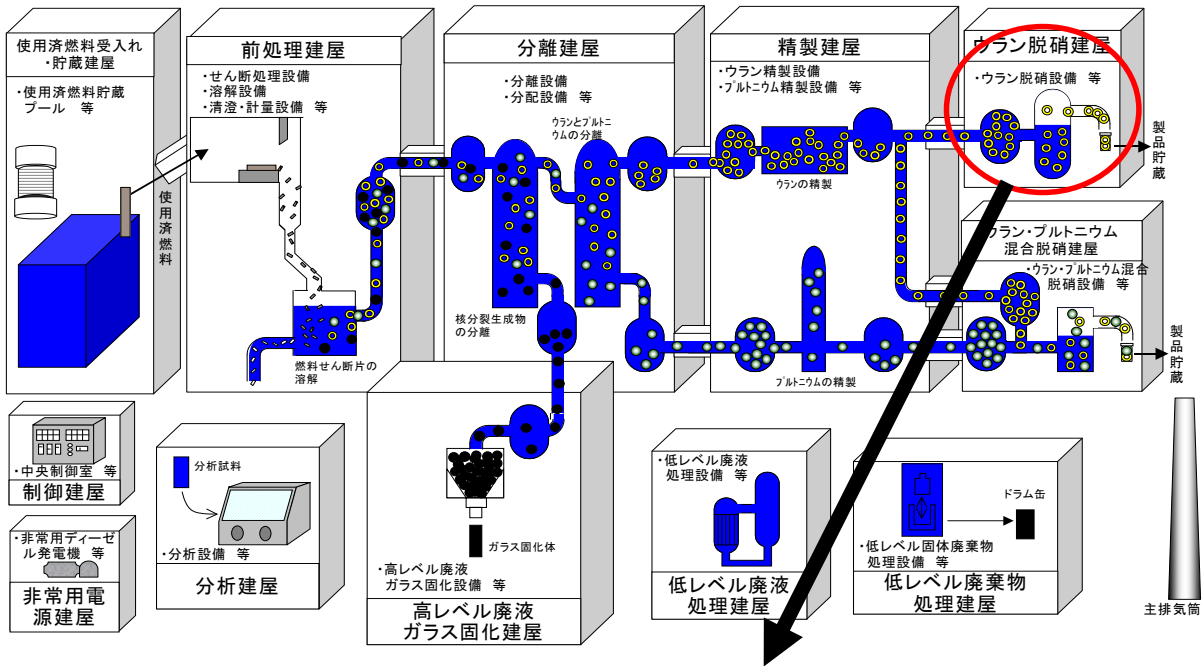 使用済燃料受入れ
・貯蔵建屋
・使用済燃料貯蔵
プール 等
使用済燃料
前処理建屋
・せん断処理設備
・溶解設備
・清澄・計量設備 等
燃料せん断片の
溶解
分離建屋
・分離設備
・分配設備 等
ウランとプルトニ
ウムの分離
核分裂生成物
の分離
精製建屋
・ウラン精製設備
・プルトニウム精製設備 等
ウランの精製
プルトニウムの精製
ウラン脱硝建屋
・ウラン脱硝設備 等
製品貯蔵
ウラン・プルトニウム
混合脱硝建屋
・ウラン・プルトニウム混合
脱硝設備 等
製品貯蔵
・中央制御室 等
制御建屋
・非常用ディーゼ
ル発電機 等
非常用電
源建屋
分析試料
・分析設備 等
分析建屋
ガラス固化体
・高レベル廃液
ガラス固化設備 等
高レベル廃液
ガラス固化建屋
・低レベル廃液
処理設備 等
低レベル廃液
処理建屋
ドラム缶
・低レベル固体廃棄物
処理設備 等
低レベル廃棄物
処理建屋
主排気筒